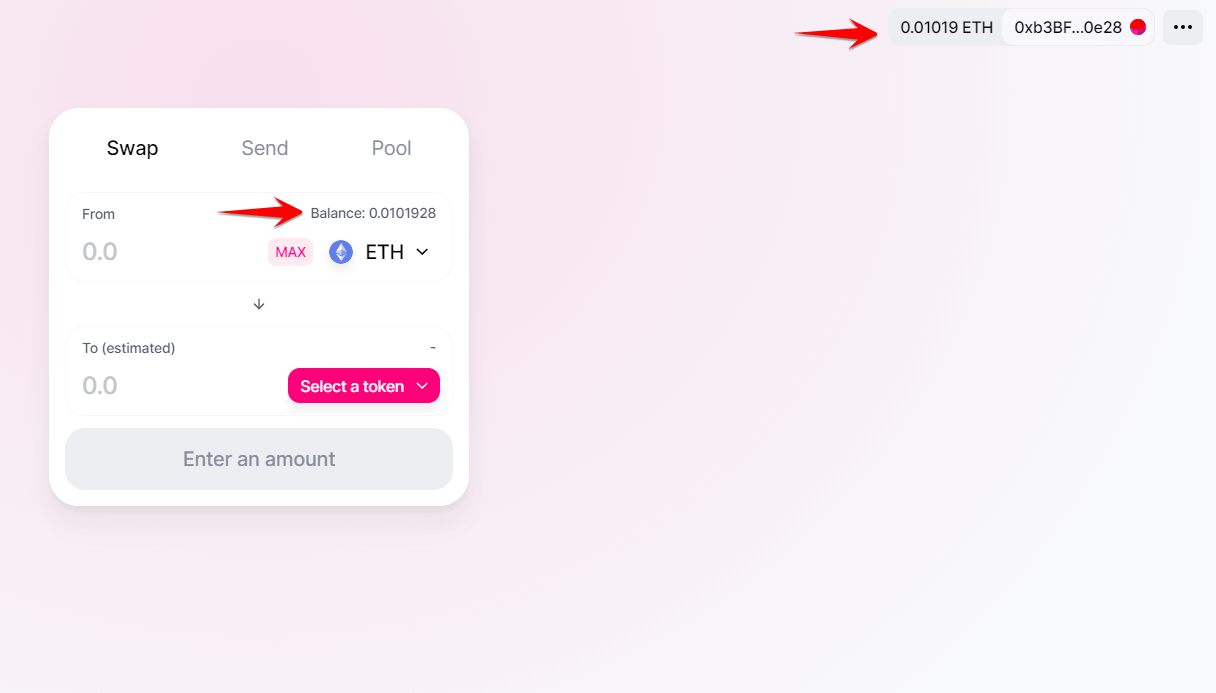 0.01019 ETH 0xb3BF...0e28
Swap Send Pool
From Balance: 0.0101928
0.0 MAX ETH
To (estimated) -
0.0 Select a token
Enter an amount